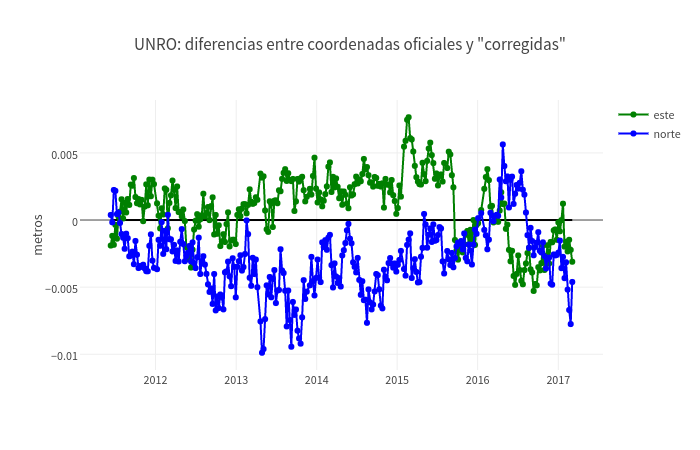 UNRO: diferencias entre coordenadas oficiales y "corregidas"
este
norte
metros
0.005
0
−0.005
−0.01
2012 2013 2014 2015 2016 2017